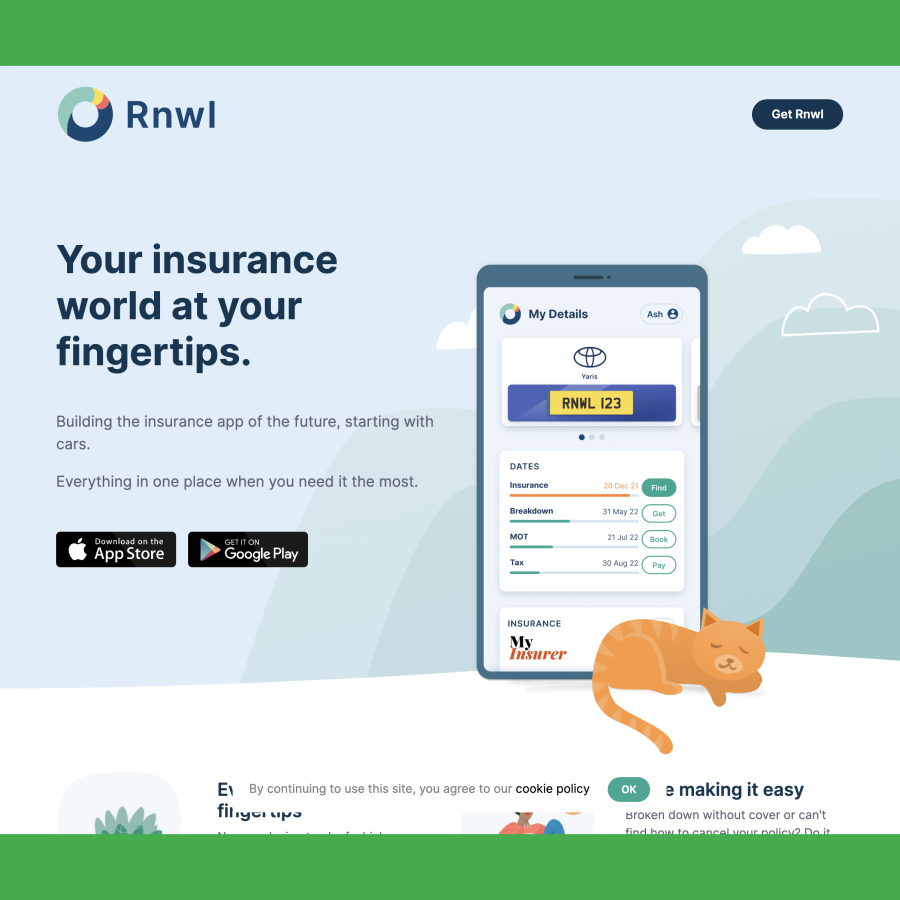 Rnwl
Get Rnwl
Your insurance
world at your
fingertips.
Building the insurance app of the future, starting with
cars.
Everything in one place when you need it the most.
Download on the
App Store
GET IT ON
Google Play
My Details
Ash
Yaris
RNWL 123
DATES
Insurance 20 Dec 21 Find
Breakdown 31 May 22 Get
MOT 21 Jul 22 Book
Tax 30 Aug 22 Pay
INSURANCE
My
Insurer
By continuing to use this site, you agree to our cookie policy OK
fingertips
making it easy
Broken down without cover or can't
find how to cancel your policy? Do it